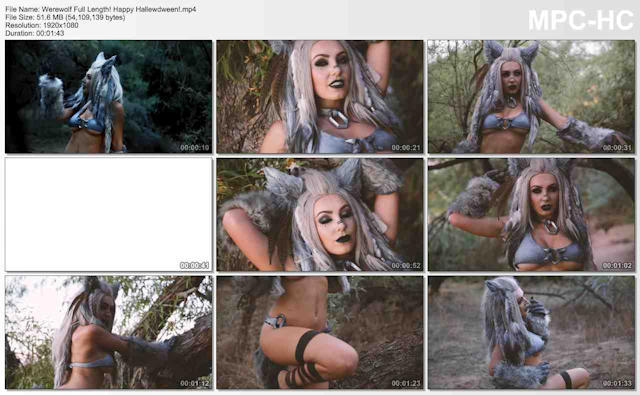 File Name: Werewolf Full Length! Happy Hallewdween!.mp4
File Size: 51.6 MB (54,109,139 bytes)
Resolution: 1920x1080
Duration: 00:01:43
MPC-HC
00:00:10
00:00:21
00:00:31
00:00:41
00:00:52
00:01:02
00:01:12
00:01:23
00:01:33